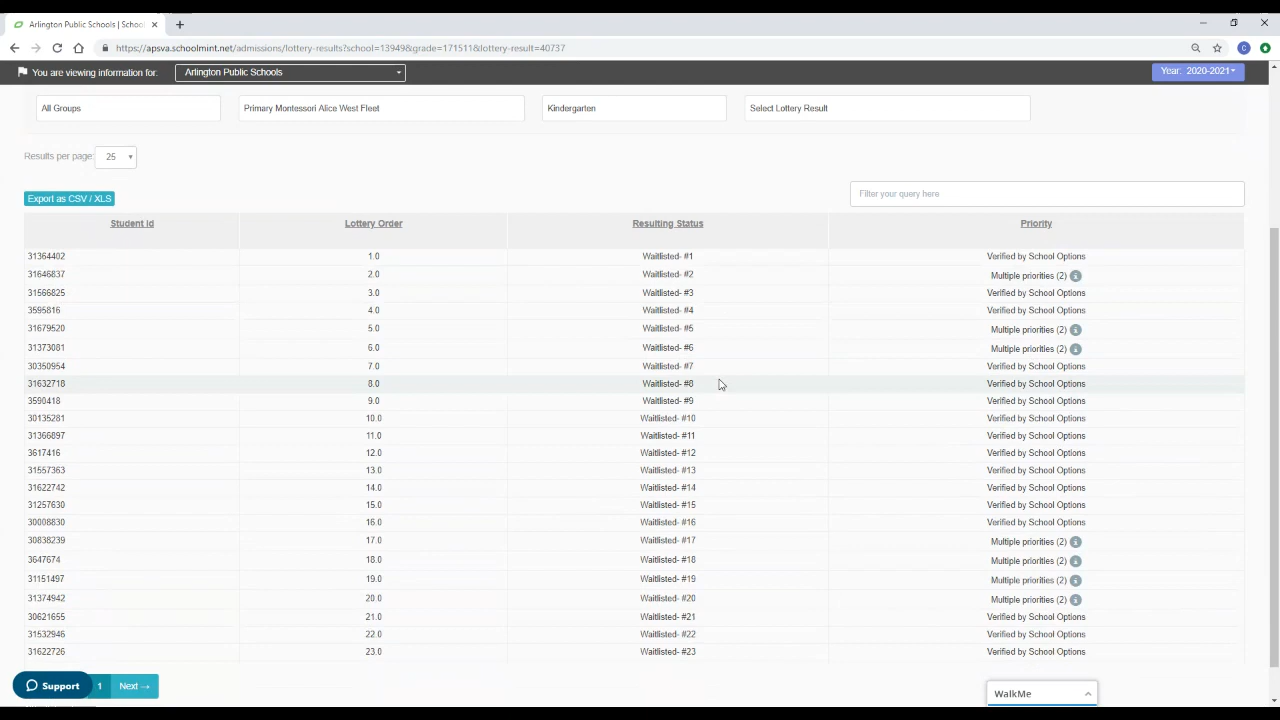 Arlington Public Schools | School
https://apsva.schoolmint.net/admissions/lottery-results?school=13949&grade=171511&lottery-result=40737
C
You are viewing information for: Arlington Public Schools Year: 2020-2021
All Groups Primary Montessori Alice West Fleet Kindergarten Select Lottery Result
Results per page: 25
Export as CSV / XLS Filter your query here
Student Id Lottery Order Resulting Status Priority
31364402 1.0 Waitlisted- #1 Verified by School Options
31646837 2.0 Waitlisted- #2 Multiple priorities (2) i
31566825 3.0 Waitlisted- #3 Verified by School Options
3595816 4.0 Waitlisted- #4 Verified by School Options
31679520 5.0 Waitlisted- #5 Multiple priorities (2) i
31373081 6.0 Waitlisted- #6 Multiple priorities (2) i
30350954 7.0 Waitlisted- #7 Verified by School Options
31632718 8.0 Waitlisted- #8 Verified by School Options
3590418 9.0 Waitlisted- #9 Verified by School Options
30135281 10.0 Waitlisted- #10 Verified by School Options
31366897 11.0 Waitlisted- #11 Verified by School Options
3617416 12.0 Waitlisted- #12 Verified by School Options
31557363 13.0 Waitlisted- #13 Verified by School Options
31622742 14.0 Waitlisted- #14 Verified by School Options
31257630 15.0 Waitlisted- #15 Verified by School Options
30008830 16.0 Waitlisted- #16 Verified by School Options
30838239 17.0 Waitlisted- #17 Multiple priorities (2) i
3647674 18.0 Waitlisted- #18 Multiple priorities (2) i
31151497 19.0 Waitlisted- #19 Multiple priorities (2) i
31374942 20.0 Waitlisted- #20 Multiple priorities (2) i
30621655 21.0 Waitlisted- #21 Verified by School Options
31532946 22.0 Waitlisted- #22 Verified by School Options
31622726 23.0 Waitlisted- #23 Verified by School Options
Support 1 Next → WalkMe